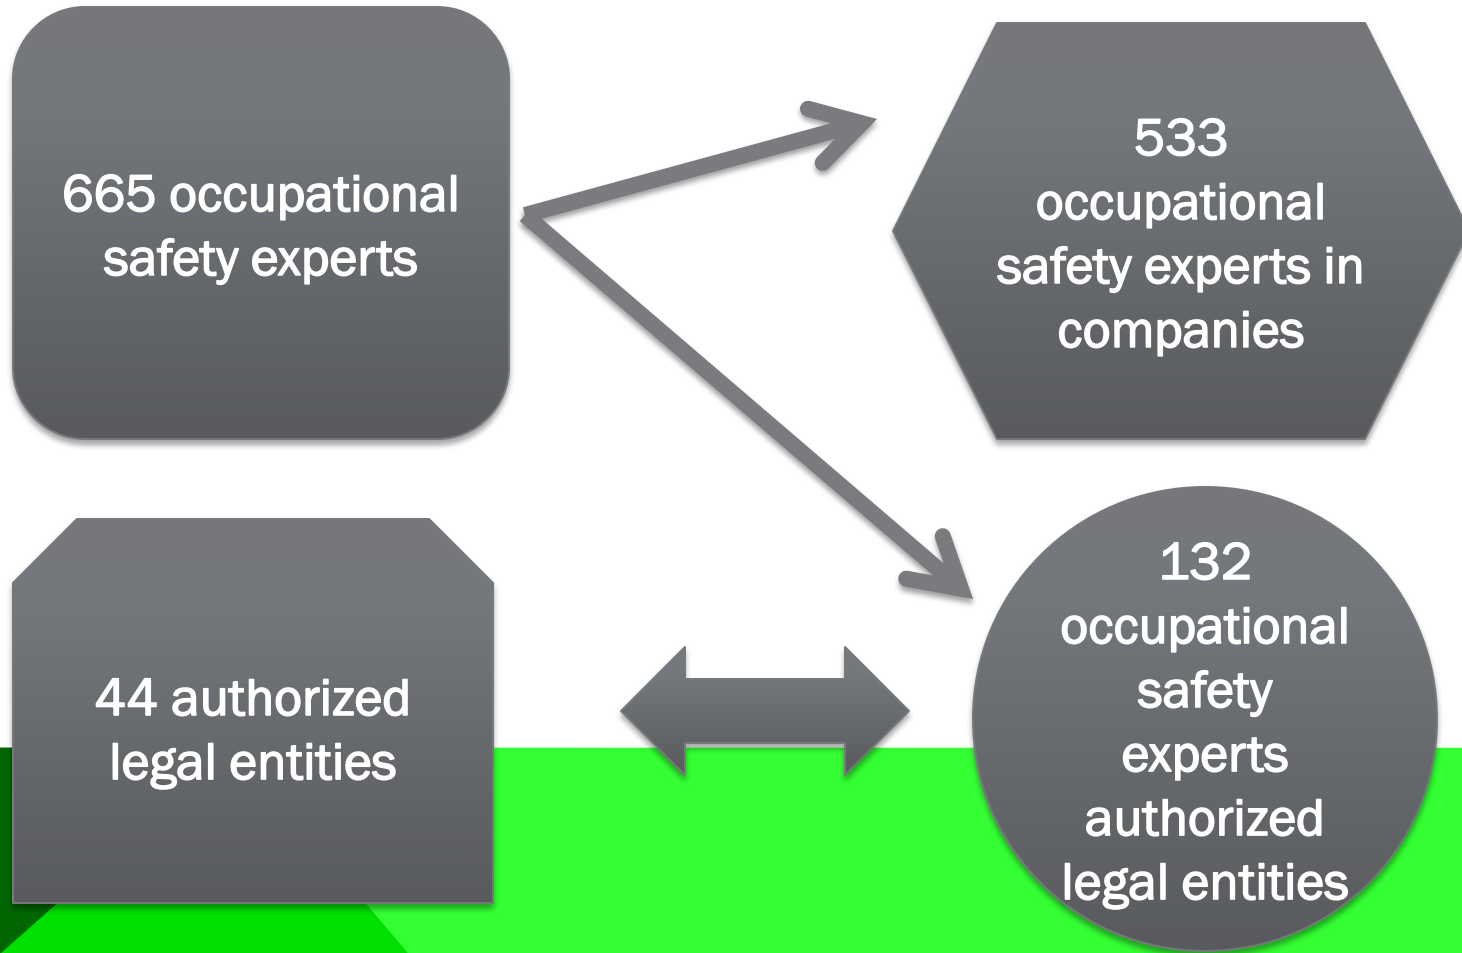 665 occupational
safety experts
533
occupational
safety experts in
companies
44 authorized
legal entities
132
occupational
safety
experts
authorized
legal entities